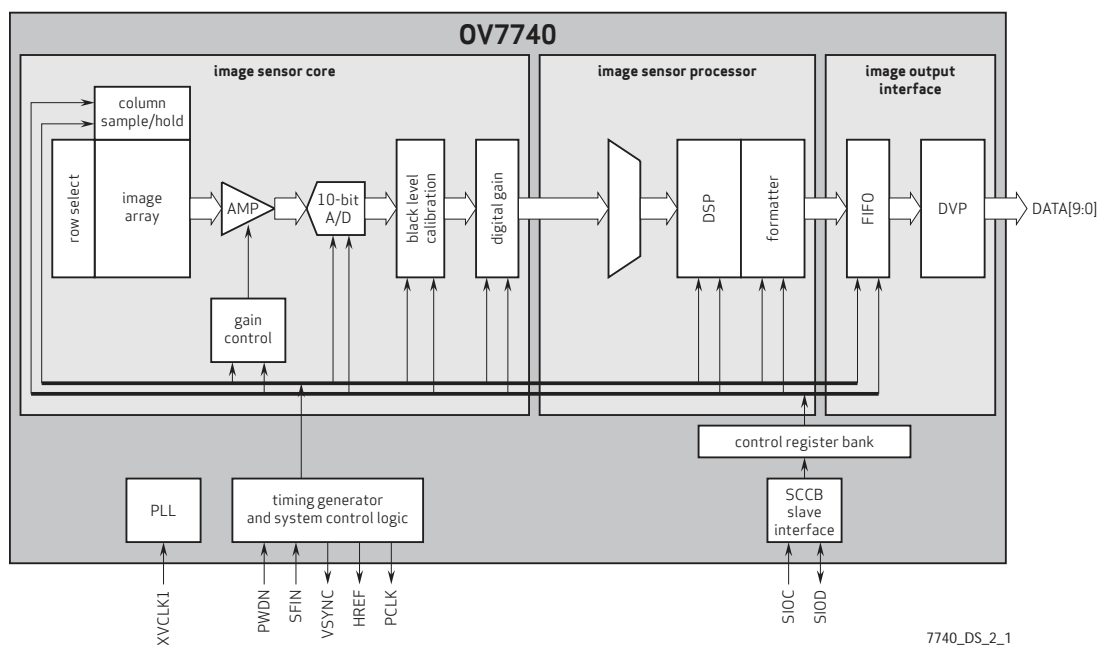 OV7740
image sensor core
image sensor processor
image output
interface
column
sample/hold
row select
image
array
AMP
10-bit
A/D
black level
calibration
digital gain
DSP
formatter
FIFO
DVP
DATA[9:0]
gain
control
control register bank
PLL
timing generator
and system control logic
SCCB
slave
interface
XVCLK1
PWDN
SFIN
VSYNC
HREF
PCLK
SIOC
SIOD
7740_DS_2_1